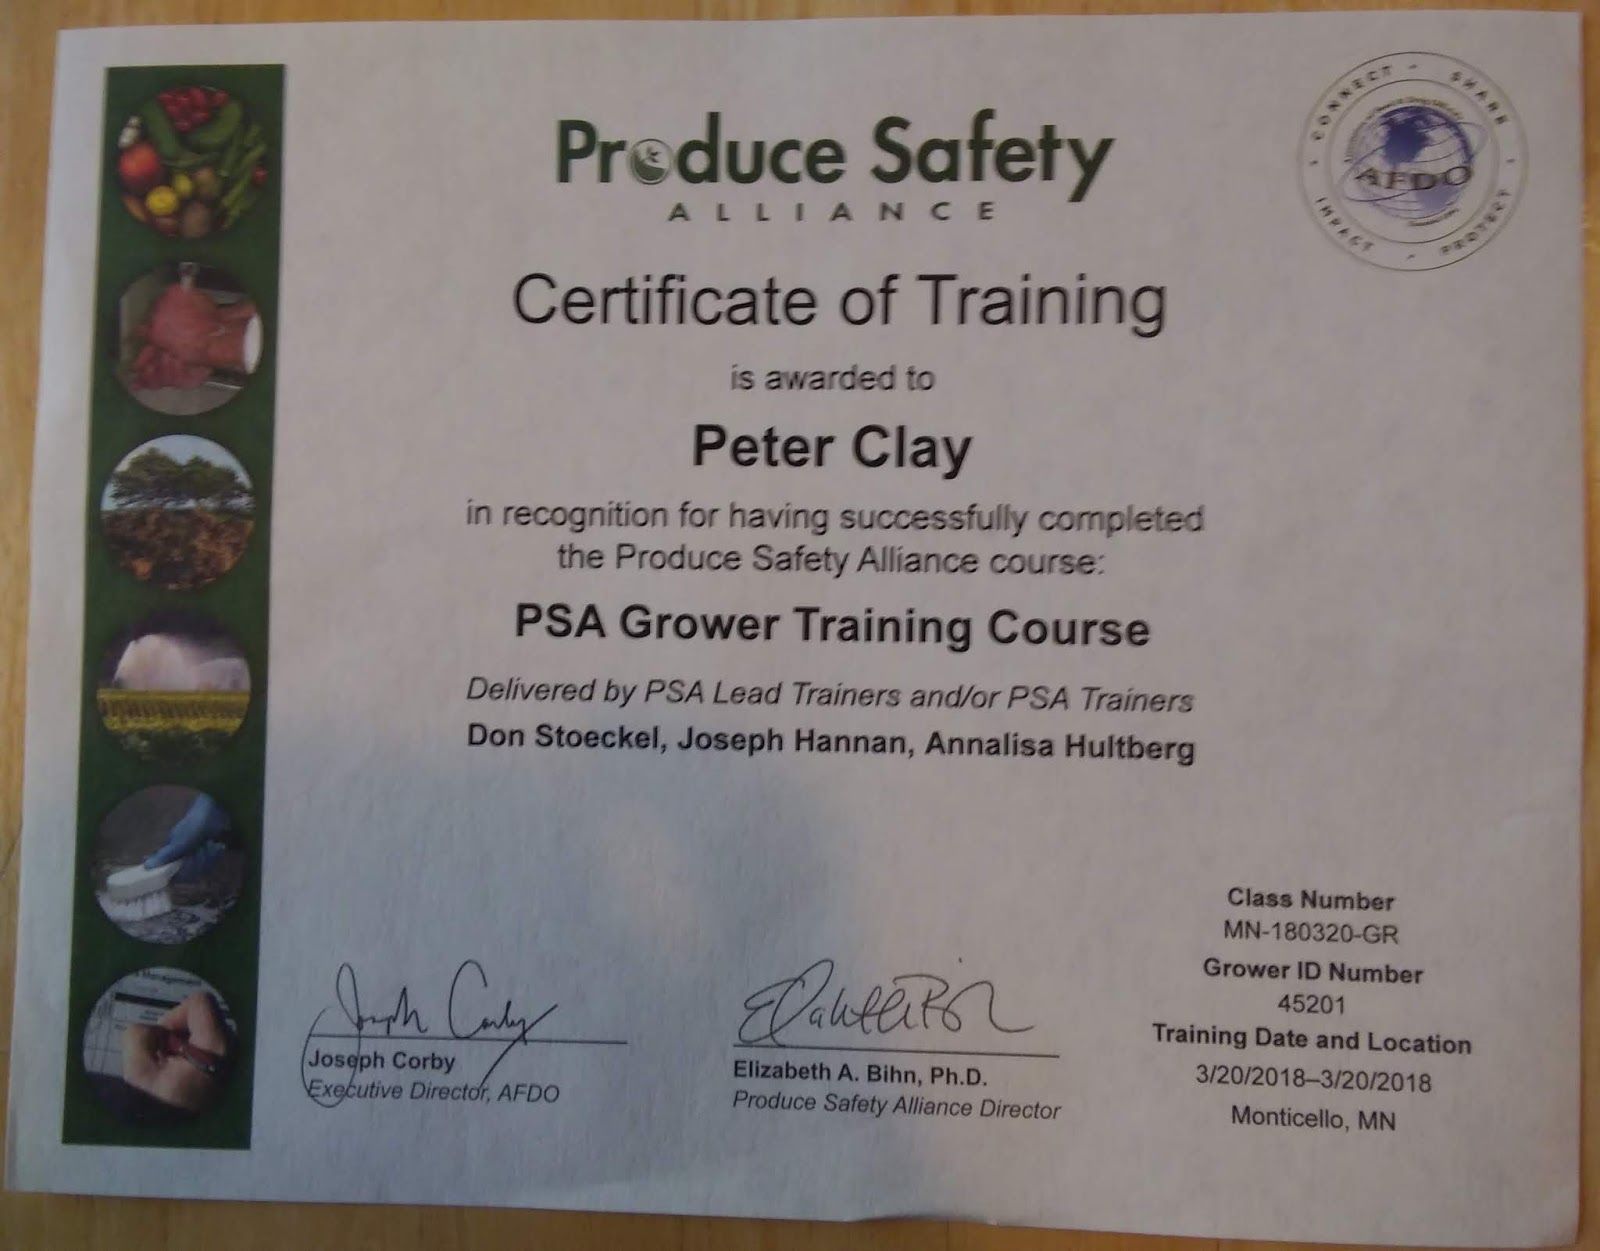 Produce Safety
ALLIANCE
CONNECT - SHARE - PROTECT - IMPACT -
AFDO
Certificate of Training
is awarded to
Peter Clay
in recognition for having successfully completed
the Produce Safety Alliance course:
PSA Grower Training Course
Delivered by PSA Lead Trainers and/or PSA Trainers
Don Stoeckel, Joseph Hannan, Annalisa Hultberg
Joseph Corby
Joseph Corby
Executive Director, AFDO
Elizabeth A. Bihn, Ph.D.
Produce Safety Alliance Director
Class Number
MN-180320-GR
Grower ID Number
45201
Training Date and Location
3/20/2018–3/20/2018
Monticello, MN
Management